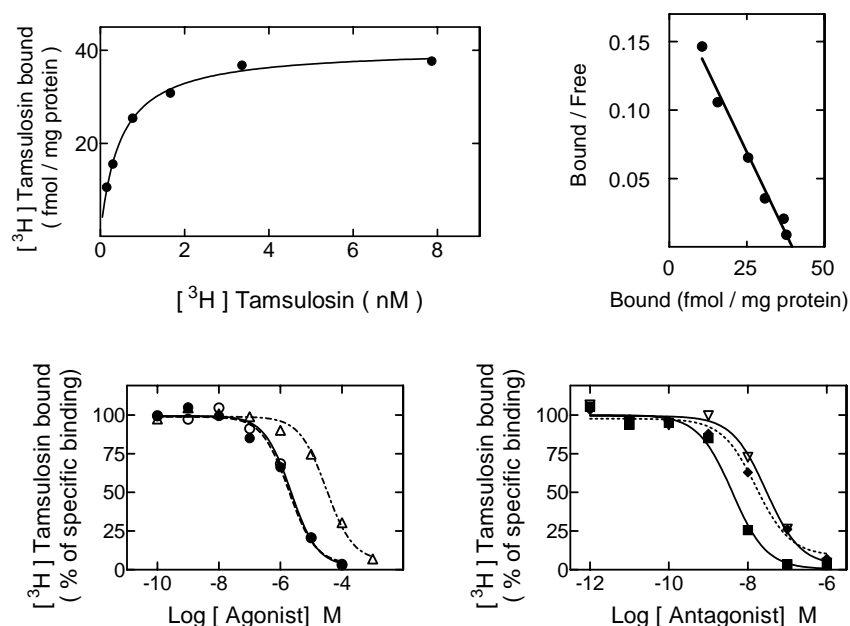 [ ³H ] Tamsulosin bound
( fmol / mg protein )
40
20
0
2
4
6
8
[ ³H ] Tamsulosin ( nM )
Bound / Free
0.15
0.10
0.05
0
25
50
Bound (fmol / mg protein)
[ ³H ] Tamsulosin bound
( % of specific binding)
100
75
50
25
0
-10
-8
-6
-4
-2
Log [ Agonist] M
[ ³H ] Tamsulosin bound
( % of specific binding)
100
75
50
25
0
-12
-10
-8
-6
Log [ Antagonist] M